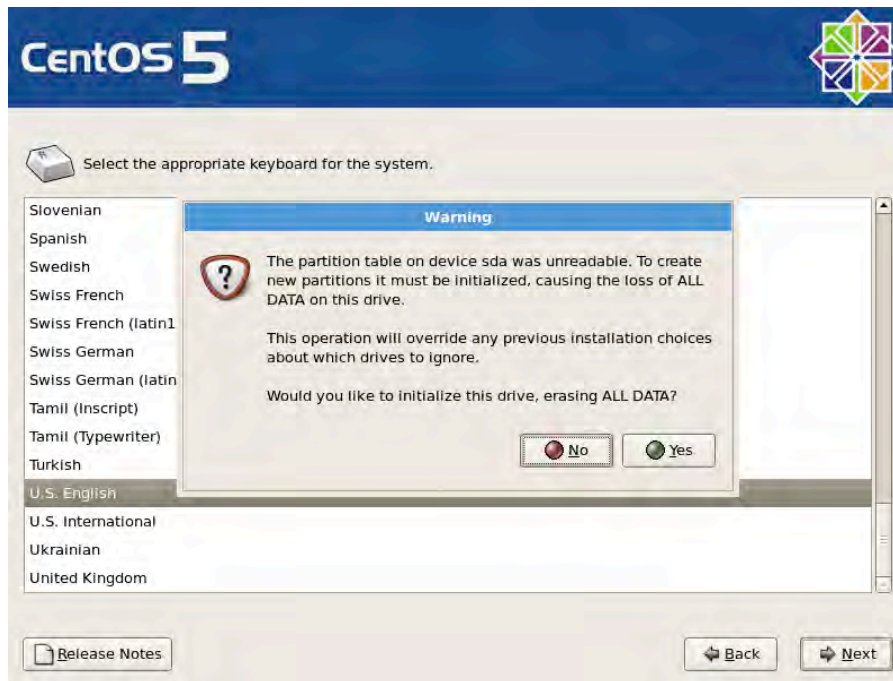 CentOS 5
Select the appropriate keyboard for the system.
Slovenian
Spanish
Swedish
Swiss French
Swiss French (latin1
Swiss German
Swiss German (latin
Tamil (Inscript)
Tamil (Typewriter)
Turkish
U.S. English
U.S. International
Ukrainian
United Kingdom
Warning
The partition table on device sda was unreadable. To create
new partitions it must be initialized, causing the loss of ALL
DATA on this drive.
This operation will override any previous installation choices
about which drives to ignore.
Would you like to initialize this drive, erasing ALL DATA?
No
Yes
Release Notes
Back
Next